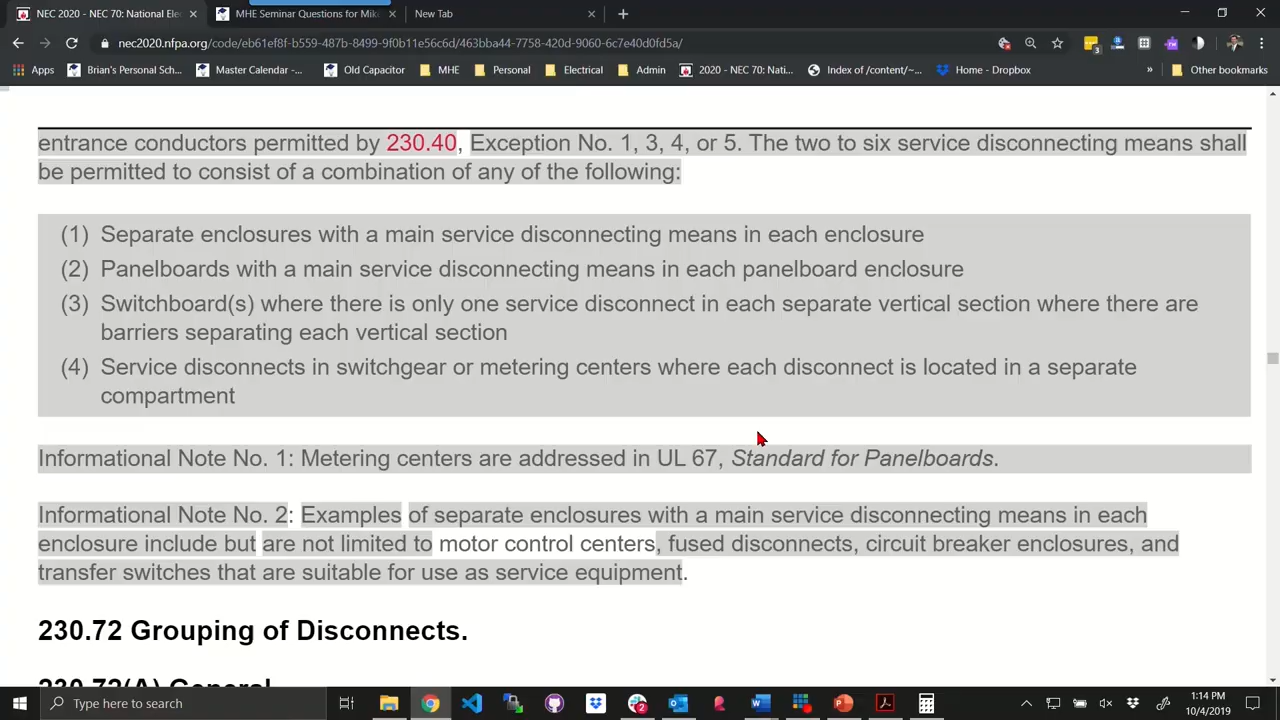 NEC 2020 - NEC 70: National Ele
MHE Seminar Questions for Mike
New Tab
nec2020.nfpa.org/code/eb61ef8f-b559-487b-8499-9f0b11e56c6d/463bba44-7758-420d-9060-6c7e40d0fd5a/
Apps
Brian's Personal Sch...
Master Calendar -...
Old Capacitor
MHE
Personal
Electrical
Admin
2020 - NEC 70: Nati...
Index of /content/~...
Home - Dropbox
»
Other bookmarks
entrance conductors permitted by 230.40, Exception No. 1, 3, 4, or 5. The two to six service disconnecting means shall
be permitted to consist of a combination of any of the following:
(1) Separate enclosures with a main service disconnecting means in each enclosure
(2) Panelboards with a main service disconnecting means in each panelboard enclosure
(3) Switchboard(s) where there is only one service disconnect in each separate vertical section where there are
barriers separating each vertical section
(4) Service disconnects in switchgear or metering centers where each disconnect is located in a separate
compartment
Informational Note No. 1: Metering centers are addressed in UL 67, Standard for Panelboards.
Informational Note No. 2: Examples of separate enclosures with a main service disconnecting means in each
enclosure include but are not limited to motor control centers, fused disconnects, circuit breaker enclosures, and
transfer switches that are suitable for use as service equipment.
230.72 Grouping of Disconnects.
230.72(A) General
Type here to search
1:14 PM
10/4/2019